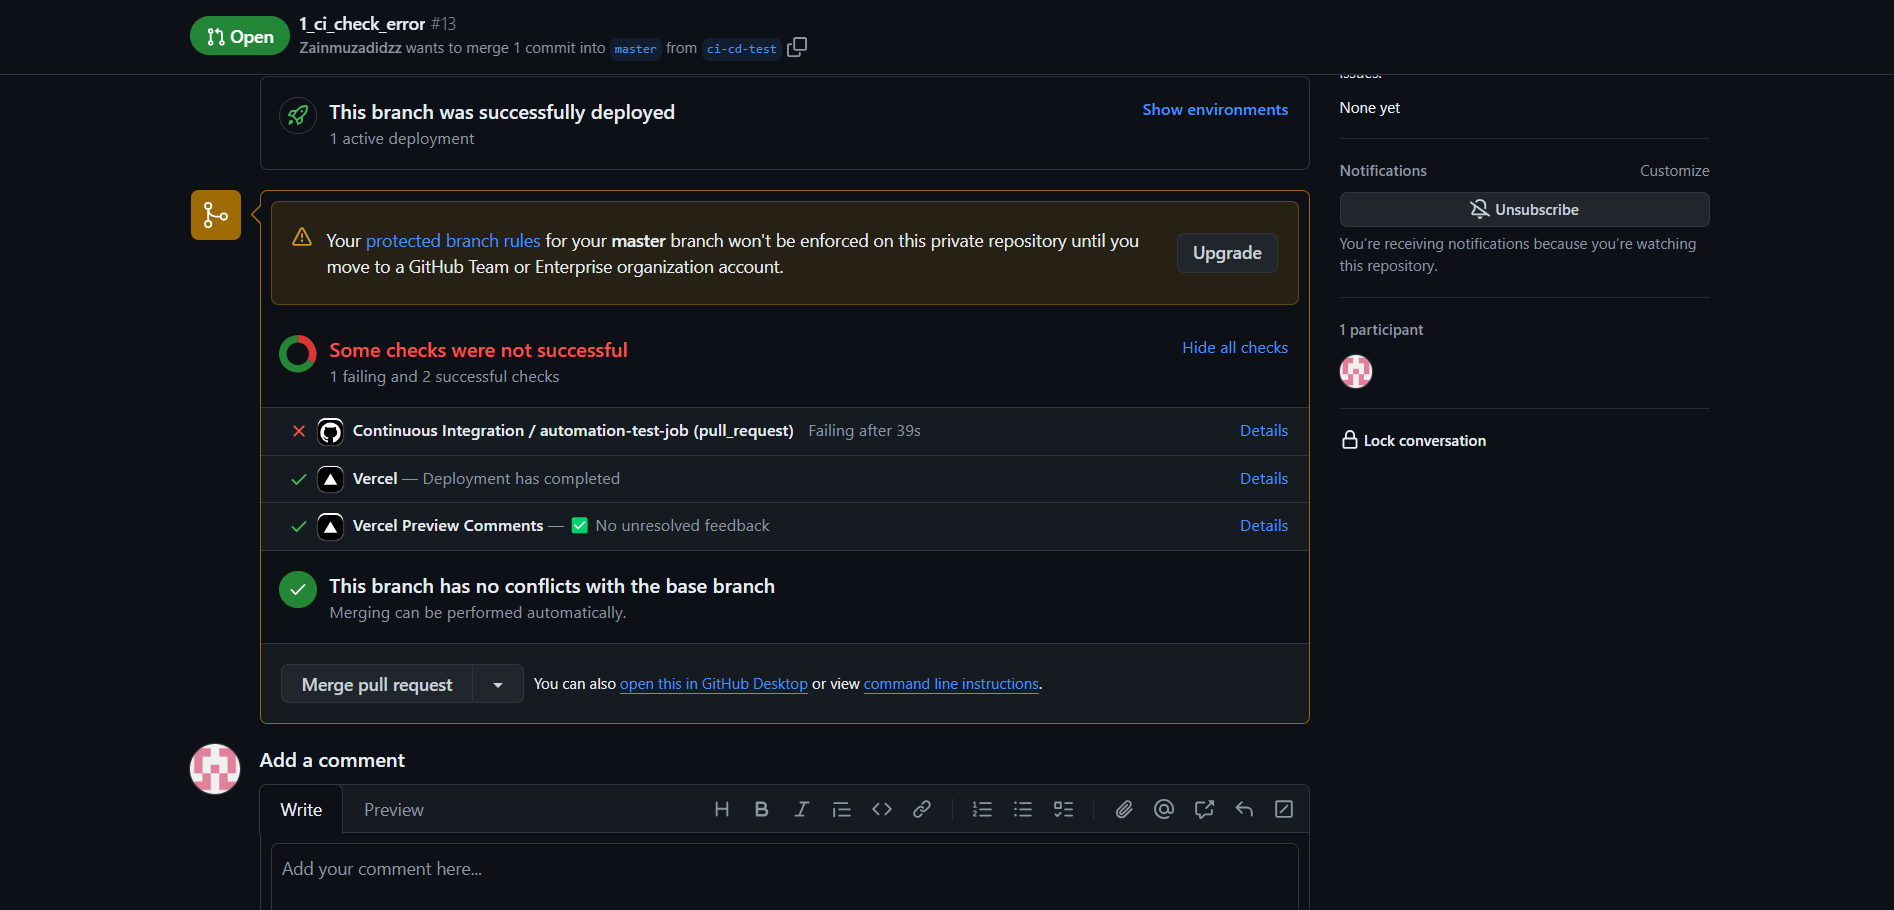 Open
1_ci_check_error #13
Zainmuzadidzz wants to merge 1 commit into master from ci-cd-test
This branch was successfully deployed
1 active deployment
Show environments
Your protected branch rules for your master branch won't be enforced on this private repository until you
move to a GitHub Team or Enterprise organization account.
Upgrade
Some checks were not successful
1 failing and 2 successful checks
Hide all checks
Continuous Integration / automation-test-job (pull_request) Failing after 39s
Details
Vercel — Deployment has completed
Details
Vercel Preview Comments — ✅ No unresolved feedback
Details
This branch has no conflicts with the base branch
Merging can be performed automatically.
Merge pull request
You can also open this in GitHub Desktop or view command line instructions.
Add a comment
Write
Preview
Add your comment here...
issues.
None yet
Notifications
Customize
Unsubscribe
You're receiving notifications because you're watching
this repository.
1 participant
Lock conversation